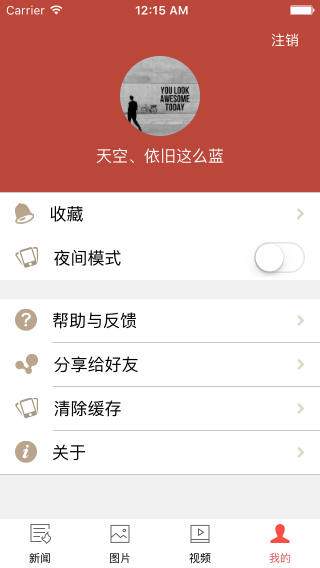 Carrier 12:15 AM
注销
YOU LOOK
AWESOME
TODAY
天空、依旧这么蓝
收藏
夜间模式
帮助与反馈
分享给好友
清除缓存
关于
新闻 图片 视频 我的